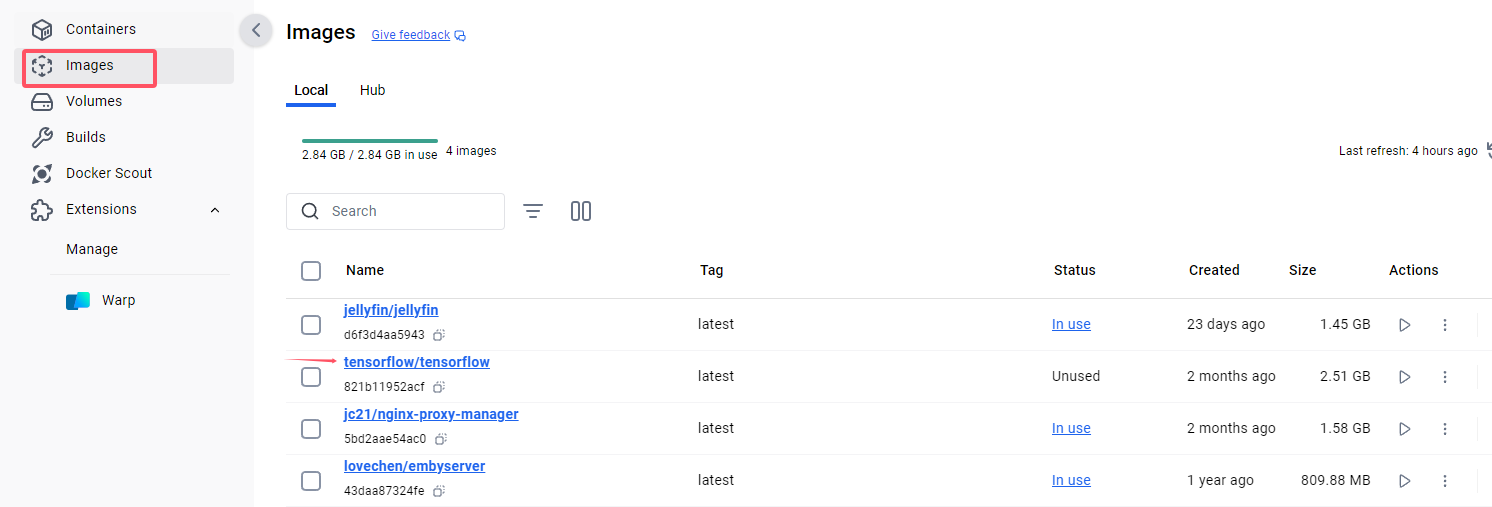 Containers
Images
Volumes
Builds
Docker Scout
Extensions
Manage
Warp
Images Give feedback
Local Hub
2.84 GB / 2.84 GB in use 4 images
Last refresh: 4 hours ago
Search
Name Tag Status Created Size Actions
jellyfin/jellyfin
d6f3d4aa5943 latest In use 23 days ago 1.45 GB
tensorflow/tensorflow
821b11952acf latest Unused 2 months ago 2.51 GB
jc21/nginx-proxy-manager
5bd2aae54ac0 latest In use 2 months ago 1.58 GB
lovechen/embyserver
43daa87324fe latest In use 1 year ago 809.88 MB